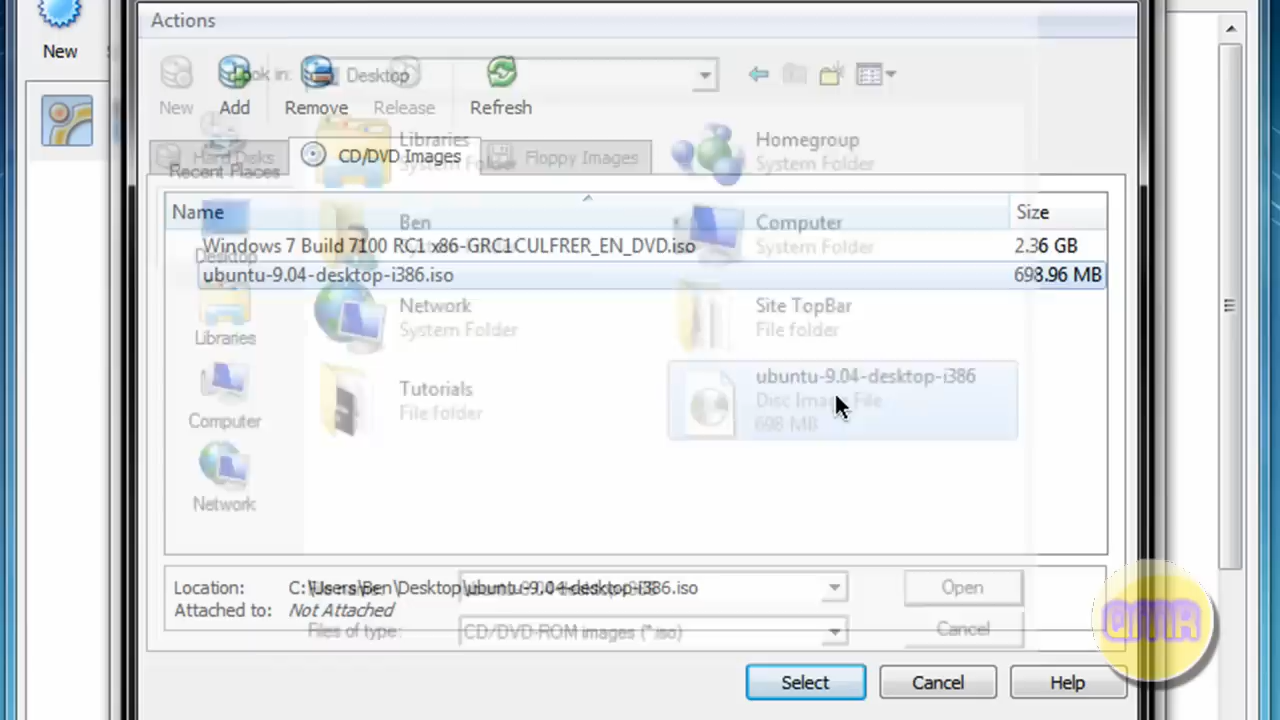 Actions
New
New
Add
Remove
Release
Refresh
Look in:
Desktop
Hard Disks
CD/DVD Images
Floppy Images
Libraries
System Folder
Homegroup
System Folder
Recent Places
Name
Size
Windows 7 Build 7100 RC1 x86-GRC1CULFRER_EN_DVD.iso
2.36 GB
ubuntu-9.04-desktop-i386.iso
698.96 MB
Ben
System Folder
Computer
System Folder
Desktop
Network
System Folder
Site TopBar
File folder
Libraries
Tutorials
File folder
ubuntu-9.04-desktop-i386
Disc Image File
698 MB
Computer
Network
Location:
C:\Users\Ben\Desktop\ubuntu-9.04-desktop-i386.iso
Open
Attached to:
Not Attached
Files of type:
CD/DVD-ROM images (*.iso)
Cancel
Select
Cancel
Help